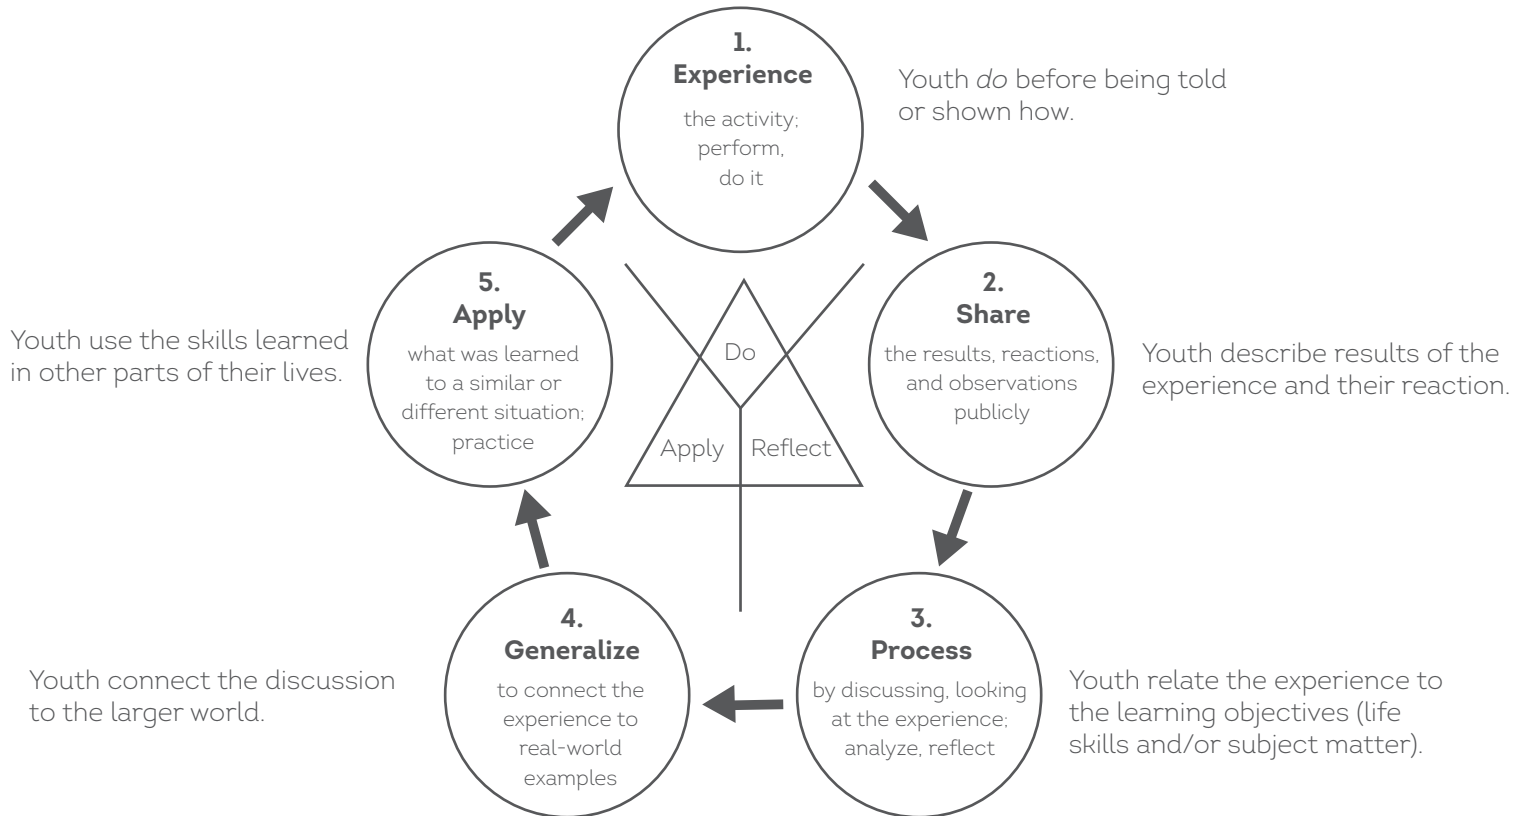 1.
Experience
the activity;
perform,
do it
Youth do before being told
or shown how.
2.
Share
the results, reactions,
and observations
publicly
Youth describe results of the
experience and their reaction.
3.
Process
by discussing, looking
at the experience;
analyze, reflect
Youth relate the experience to
the learning objectives (life
skills and/or subject matter).
4.
Generalize
to connect the
experience to
real-world
examples
Youth connect the discussion
to the larger world.
5.
Apply
what was learned
to a similar or
different situation;
practice
Youth use the skills learned
in other parts of their lives.
Do
Reflect
Apply